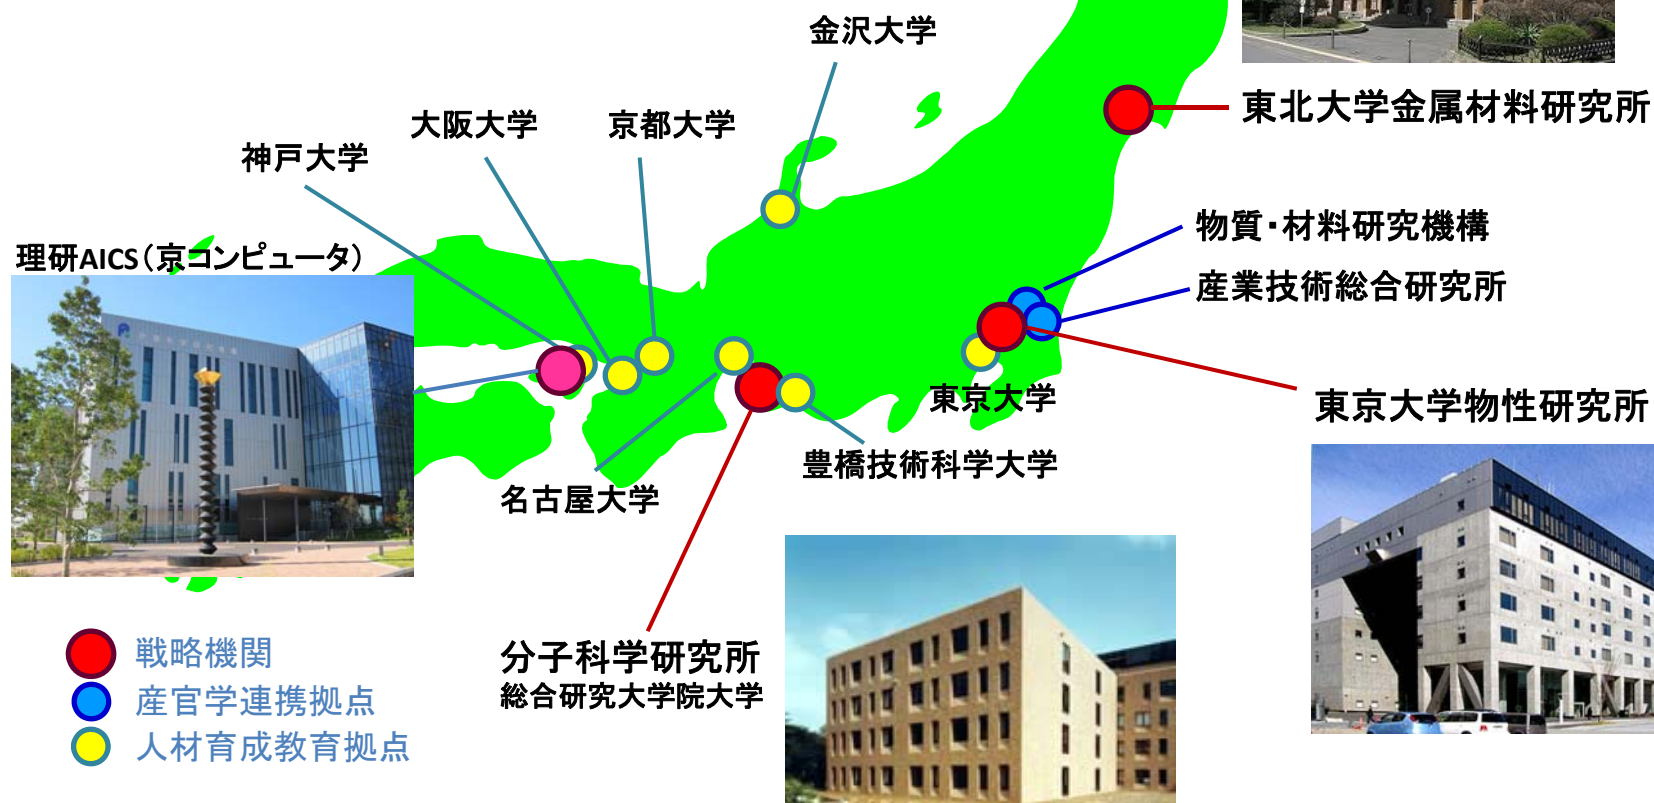 金沢大学
東北大学金属材料研究所
大阪大学
京都大学
神戸大学
物質・材料研究機構
理研AICS（京コンピュータ）
産業技術総合研究所
東京大学
東京大学物性研究所
豊橋技術科学大学
名古屋大学
分子科学研究所
総合研究大学院大学
戦略機関
産官学連携拠点
人材育成教育拠点